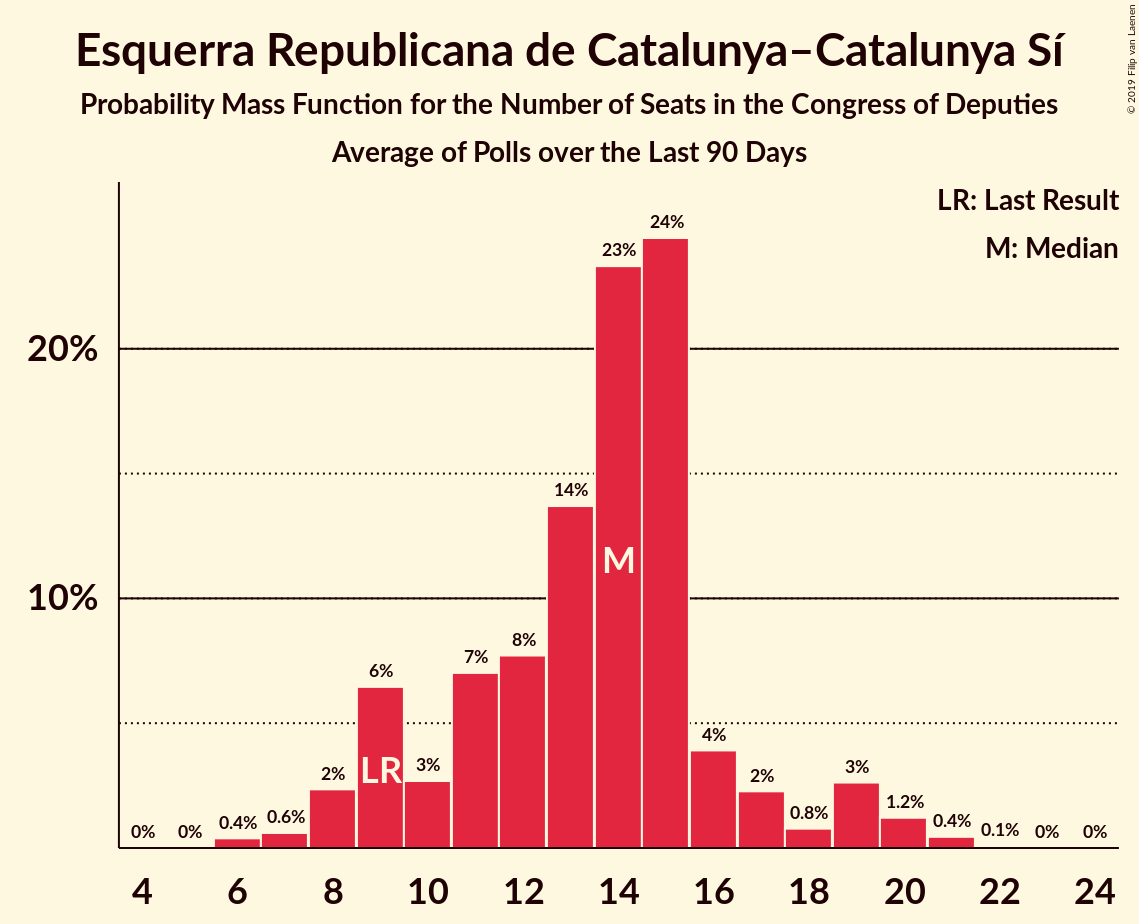 Esquerra Republicana de Catalunya–Catalunya Sí
Probability Mass Function for the Number of Seats in the Congress of Deputies
Average of Polls over the Last 90 Days
© 2019 Filip van Laenen
LR: Last Result
M: Median
20%
10%
0%
0%
0.4%
0.6%
2%
6%
3%
7%
8%
14%
23%
24%
4%
2%
0.8%
3%
1.2%
0.4%
0.1%
0%
0%
LR
M
4 6 8 10 12 14 16 18 20 22 24